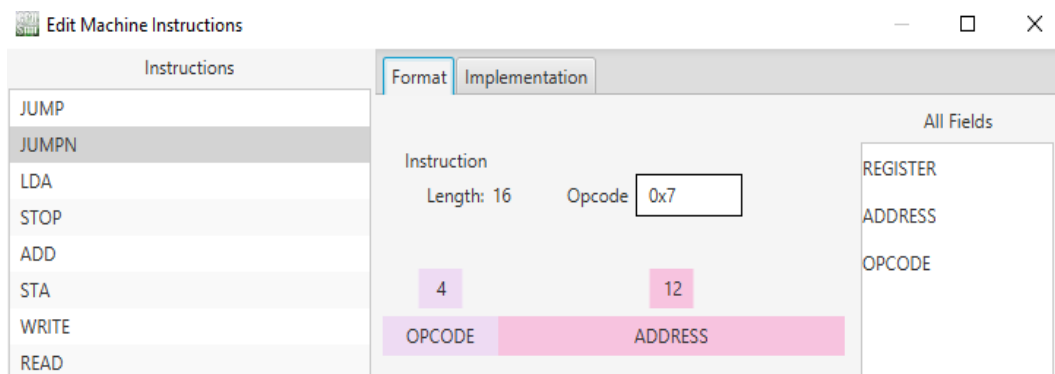 Edit Machine Instructions
Instructions
JUMP
JUMPN
LDA
STOP
ADD
STA
WRITE
READ
Format Implementation
Instruction
Length: 16 Opcode 0x7
4 12
OPCODE ADDRESS
All Fields
REGISTER
ADDRESS
OPCODE